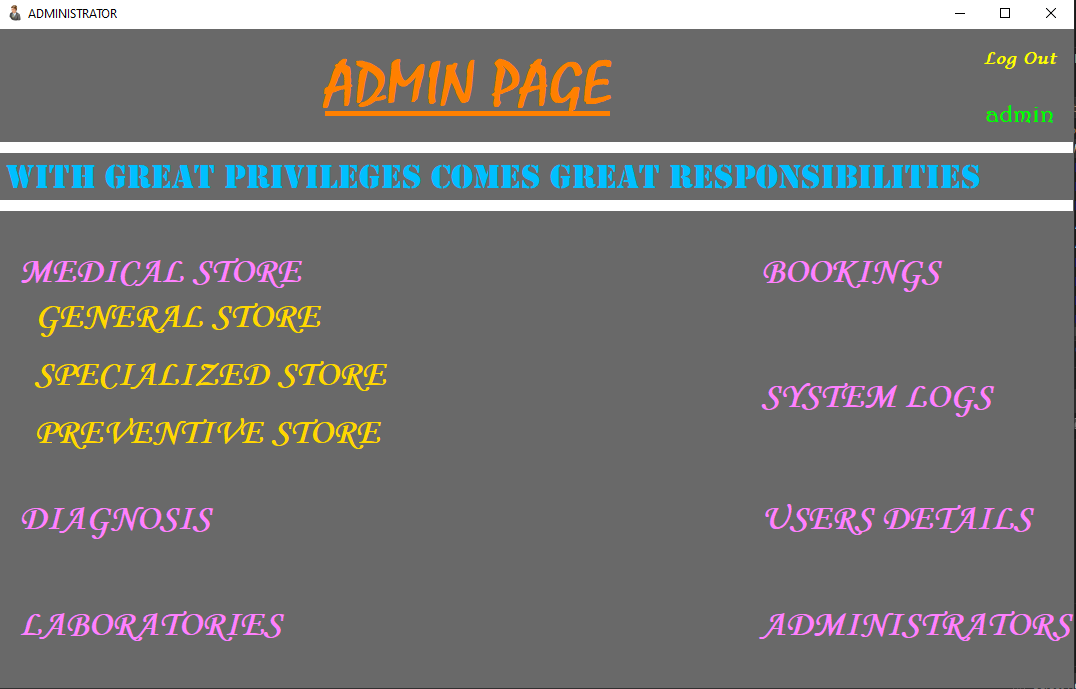 ADMINISTRATOR
ADMIN PAGE
Log Out
admin
WITH GREAT PRIVILEGES COMES GREAT RESPONSIBILITIES
MEDICAL STORE
GENERAL STORE
SPECIALIZED STORE
PREVENTIVE STORE
DIAGNOSIS
LABORATORIES
BOOKINGS
SYSTEM LOGS
USERS DETAILS
ADMINISTRATORS